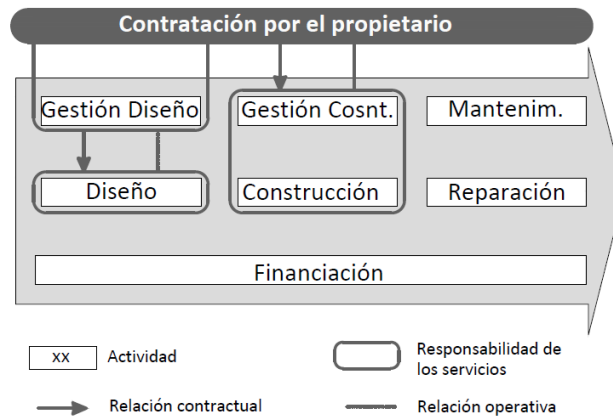 Contratación por el propietario
Gestión Diseño
Gestión Cosnt.
Mantenim.
Diseño
Construcción
Reparación
Financiación
xx
Actividad
Responsabilidad de
los servicios
Relación contractual
Relación operativa